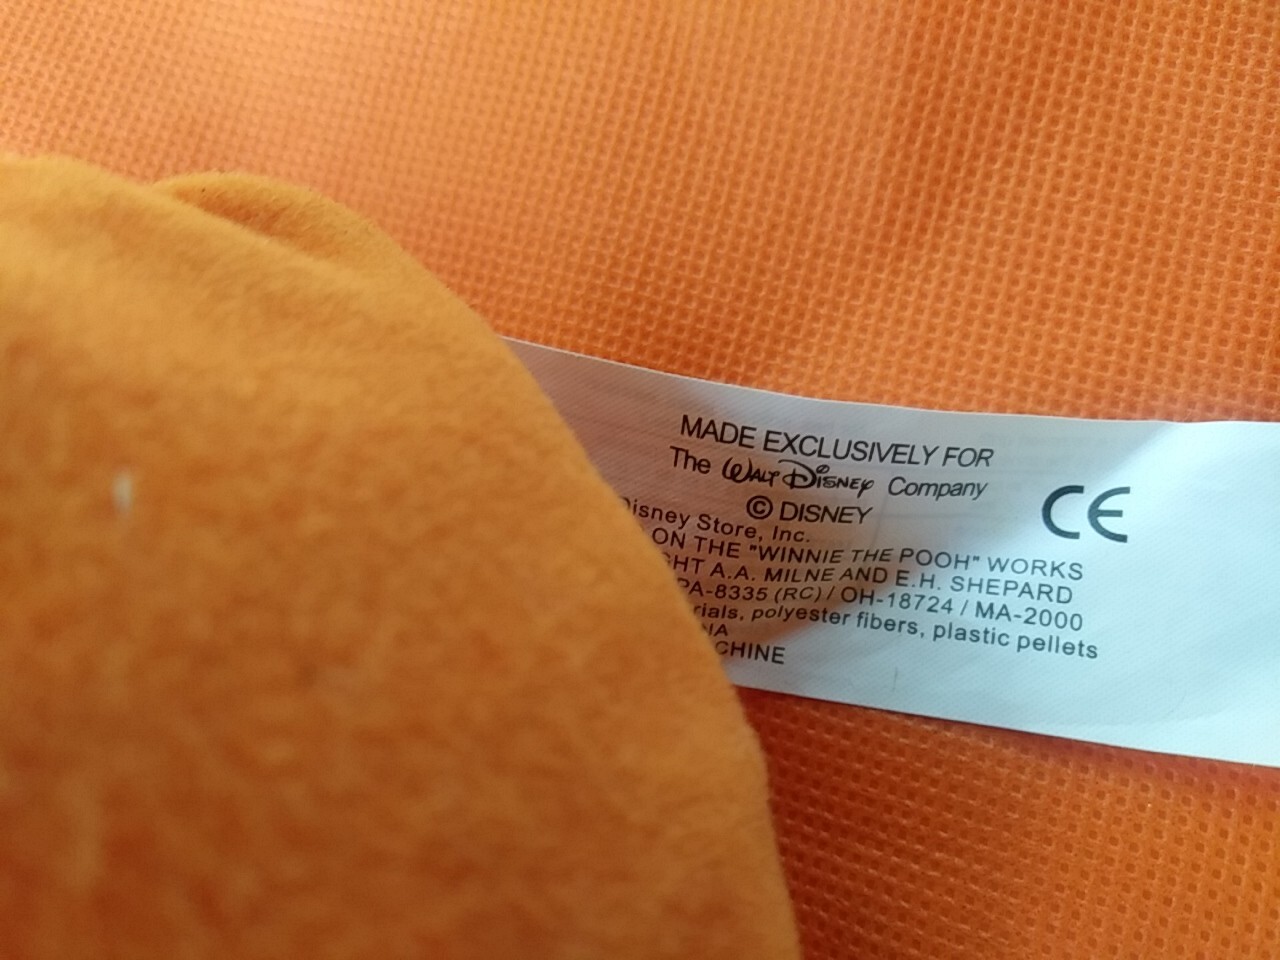 MADE EXCLUSIVELY FOR
The WALT DISNEY Company
© DISNEY
CE
Disney Store, Inc.
ON THE "WINNIE THE POOH" WORKS
A.A. MILNE AND E.H. SHEPARD
PA-8335 (RC) / OH-18724 / MA-2000
polyester fibers, plastic pellets